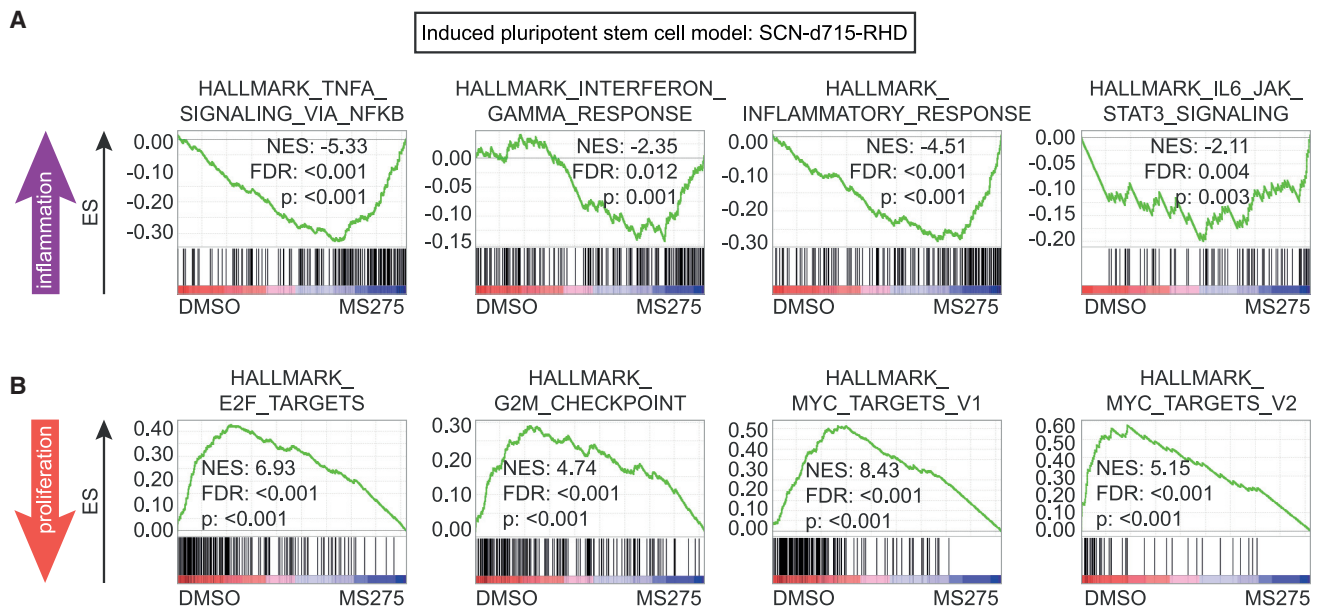 A
Induced pluripotent stem cell model: SCN-d715-RHD
inflammation
ES
HALLMARK_TNFA_
SIGNALING_VIA_NFKB
0.00
-0.10
-0.20
-0.30
NES: -5.33
FDR: <0.001
p: <0.001
DMSO MS275
HALLMARK_INTERFERON_
GAMMA_RESPONSE
0.00
-0.05
-0.10
-0.15
NES: -2.35
FDR: 0.012
p: 0.001
DMSO MS275
HALLMARK_
INFLAMMATORY_RESPONSE
0.00
-0.10
-0.20
-0.30
NES: -4.51
FDR: <0.001
p: <0.001
DMSO MS275
HALLMARK_IL6_JAK_
STAT3_SIGNALING
0.00
-0.05
-0.10
-0.15
-0.20
NES: -2.11
FDR: 0.004
p: 0.003
DMSO MS275
B
proliferation
ES
HALLMARK_
E2F_TARGETS
0.40
0.30
0.20
0.10
0.00
NES: 6.93
FDR: <0.001
p: <0.001
DMSO MS275
HALLMARK_
G2M_CHECKPOINT
0.30
0.20
0.10
0.00
NES: 4.74
FDR: <0.001
p: <0.001
DMSO MS275
HALLMARK_
MYC_TARGETS_V1
0.50
0.40
0.30
0.20
0.10
0.00
NES: 8.43
FDR: <0.001
p: <0.001
DMSO MS275
HALLMARK_
MYC_TARGETS_V2
0.60
0.50
0.40
0.30
0.20
0.10
0.00
NES: 5.15
FDR: <0.001
p: <0.001
DMSO MS275